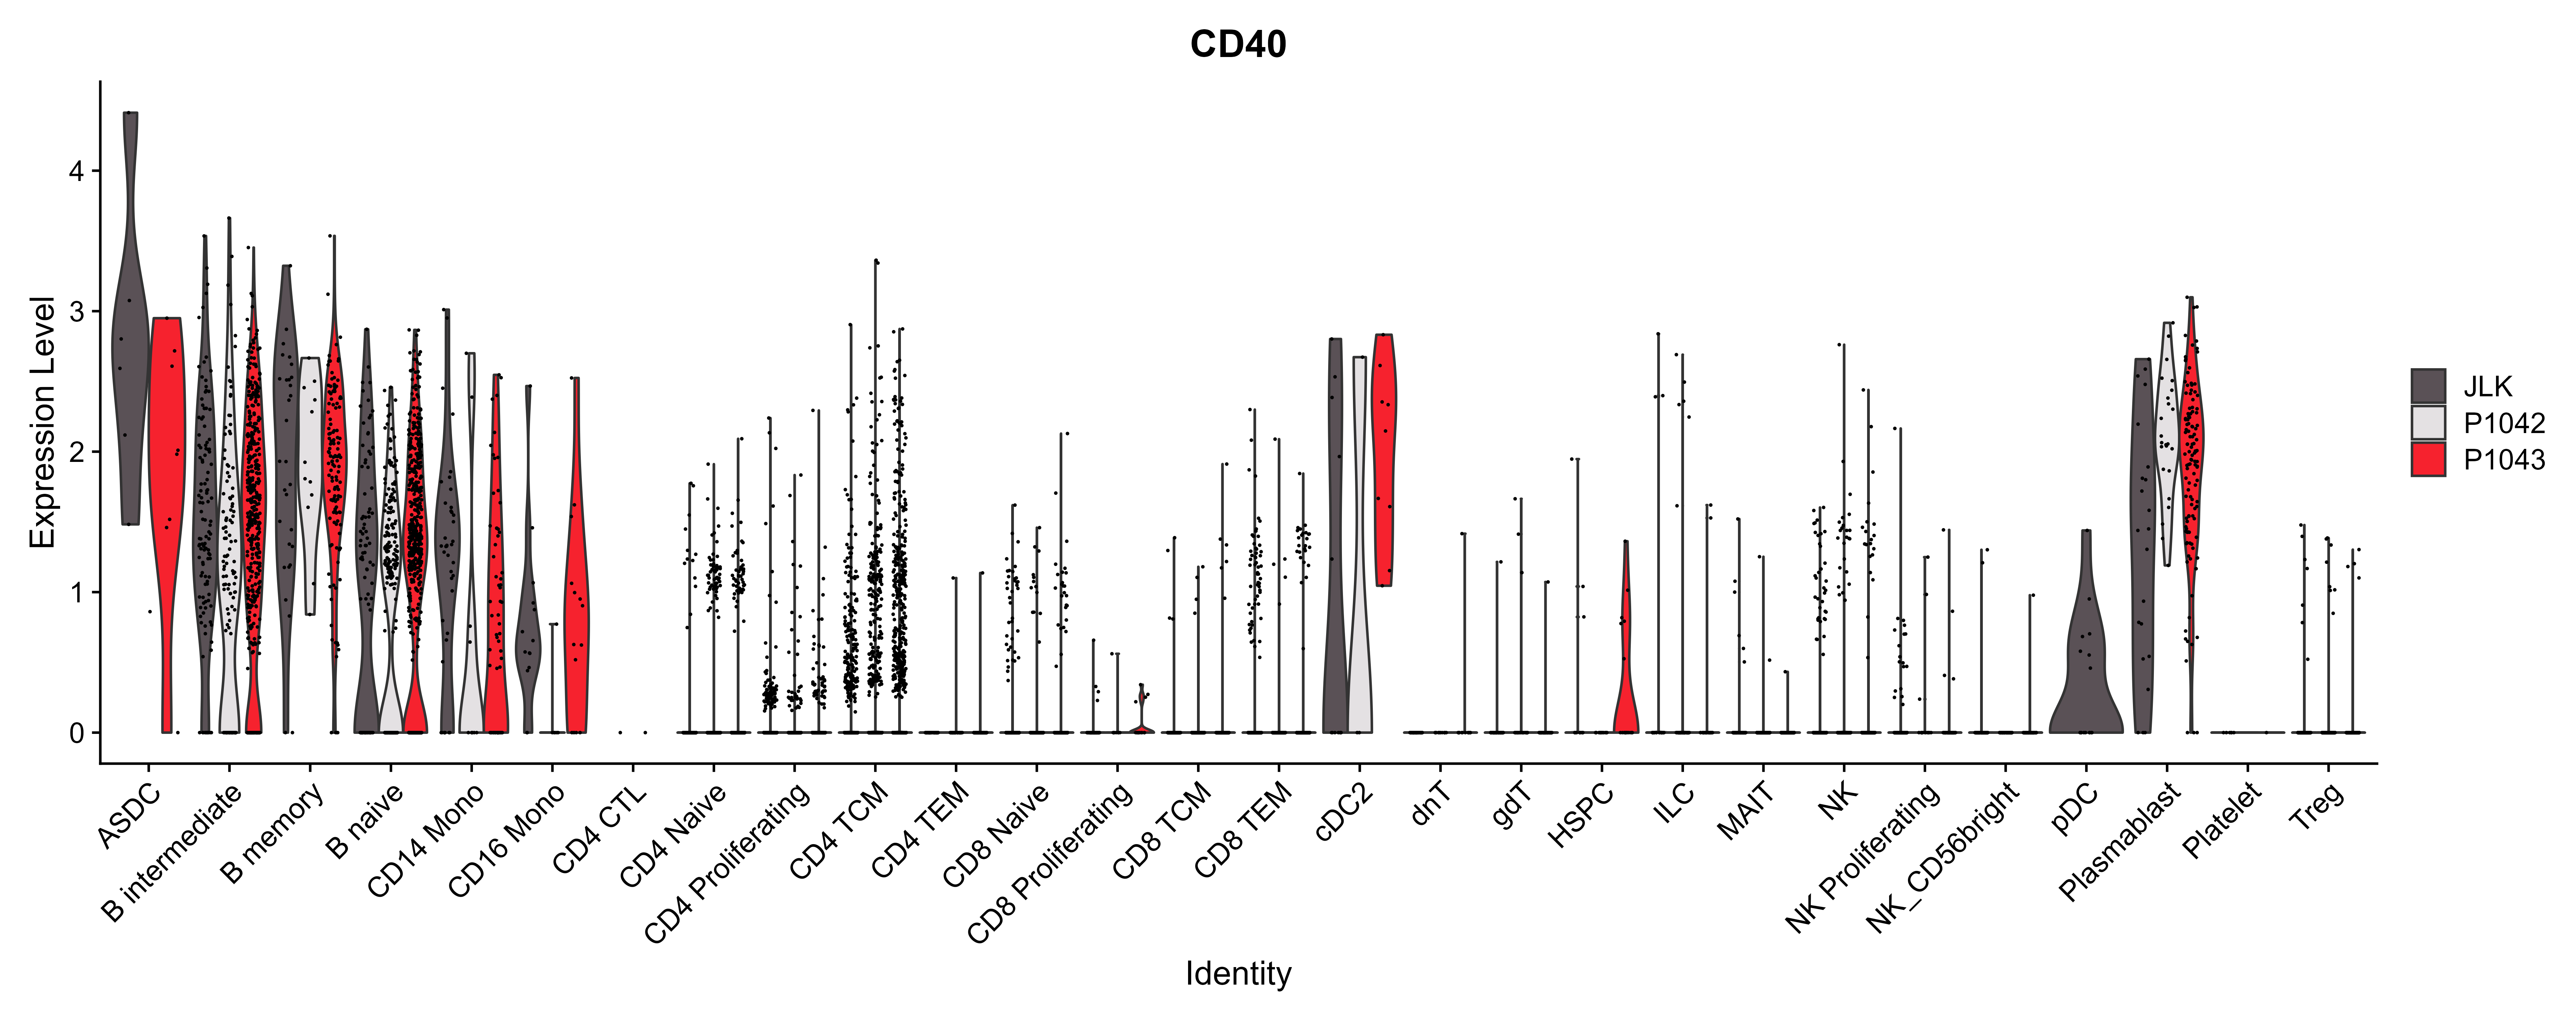 CD40
Expression Level
4
3
2
1
0
ASDC
B intermediate
B memory
B naive
CD14 Mono
CD16 Mono
CD4 CTL
CD4 Naive
CD4 Proliferating
CD4 TCM
CD4 TEM
CD8 Naive
CD8 Proliferating
CD8 TCM
CD8 TEM
cDC2
dnT
gdT
HSPC
ILC
MAIT
NK
NK Proliferating
NK_CD56bright
pDC
Plasmablast
Platelet
Treg
Identity
JLK
P1042
P1043